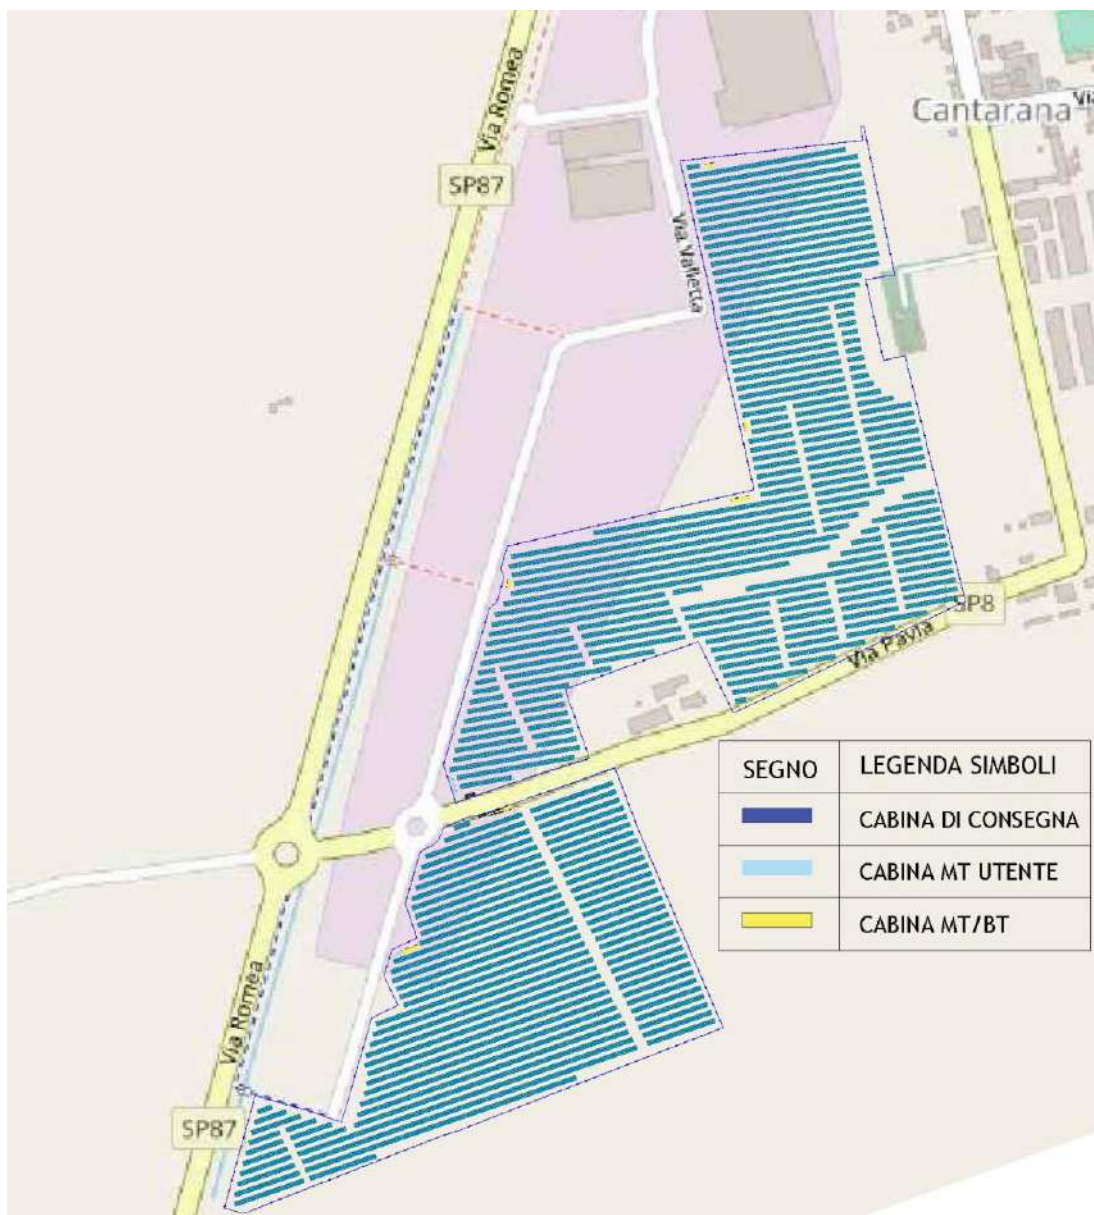 Via Romea
Cantarana
Via
SP87
Via Valletta
SP8
Via Pavia
SEGNO
LEGENDA SIMBOLI
CABINA DI CONSEGNA
CABINA MT UTENTE
CABINA MT/BT
Via Romea
SP87